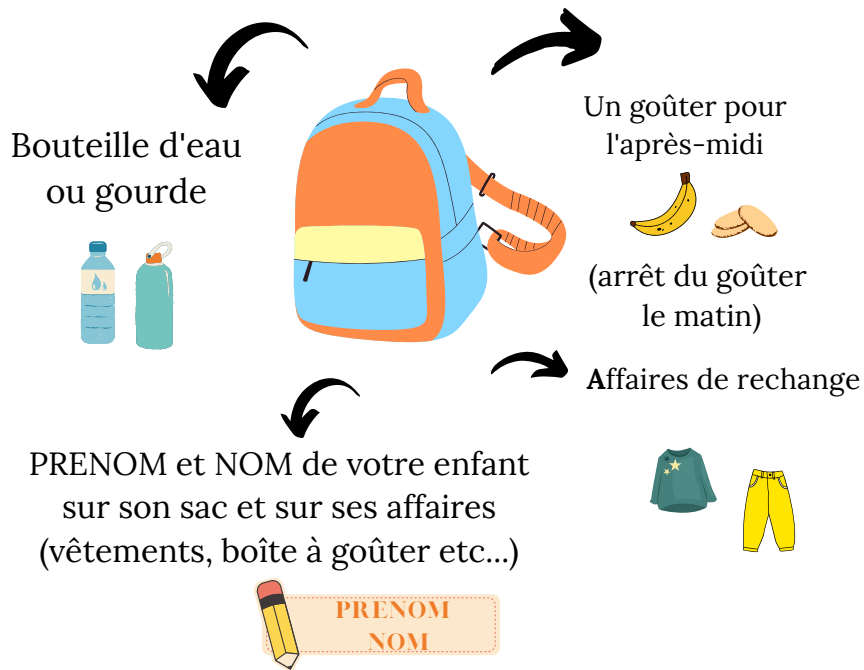 Bouteille d'eau
ou gourde
Un goûter pour
l'après-midi
(arrêt du goûter
le matin)
Affaires de rechange
PRENOM et NOM de votre enfant
sur son sac et sur ses affaires
(vêtements, boîte à goûter etc...)
PRENOM
NOM